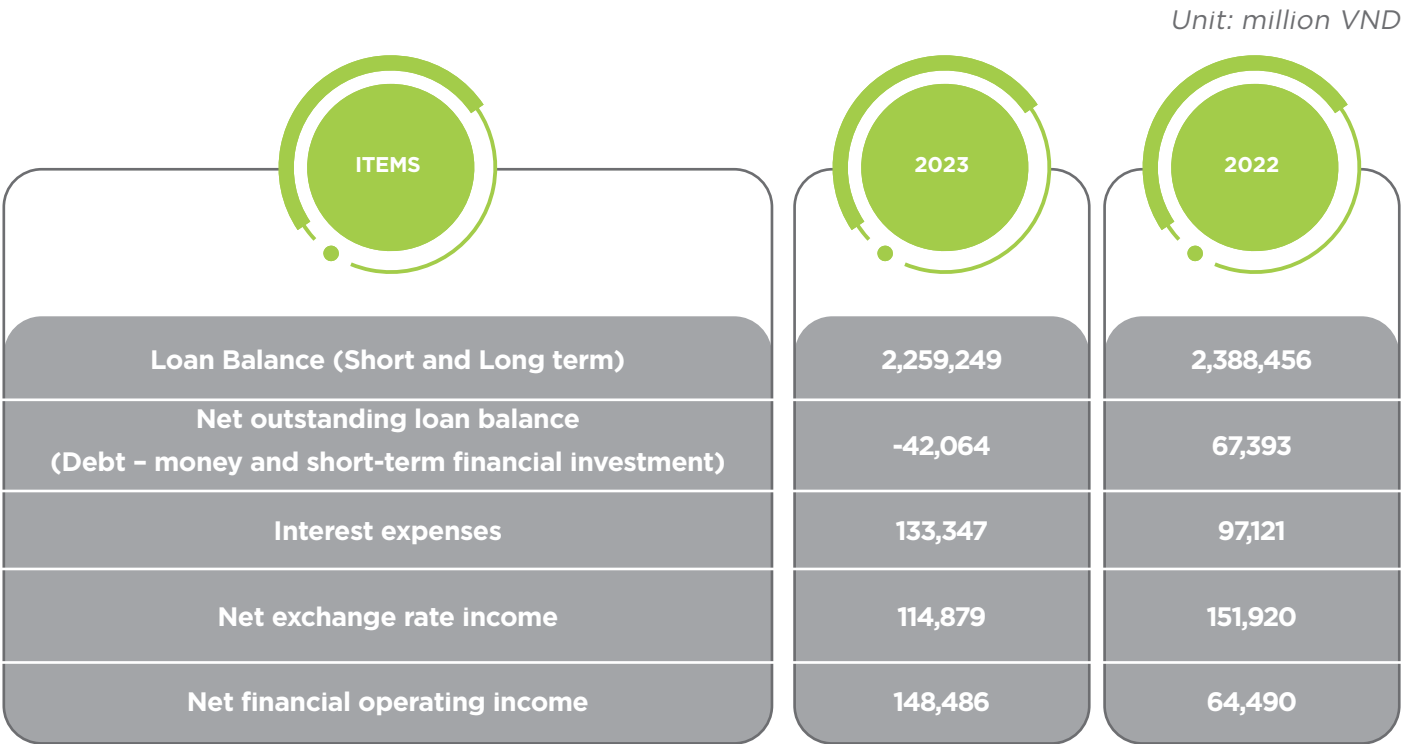 Unit: million VND
ITEMS 2023 2022
Loan Balance (Short and Long term) 2,259,249 2,388,456
Net outstanding loan balance
(Debt – money and short-term financial investment) -42,064 67,393
Interest expenses 133,347 97,121
Net exchange rate income 114,879 151,920
Net financial operating income 148,486 64,490